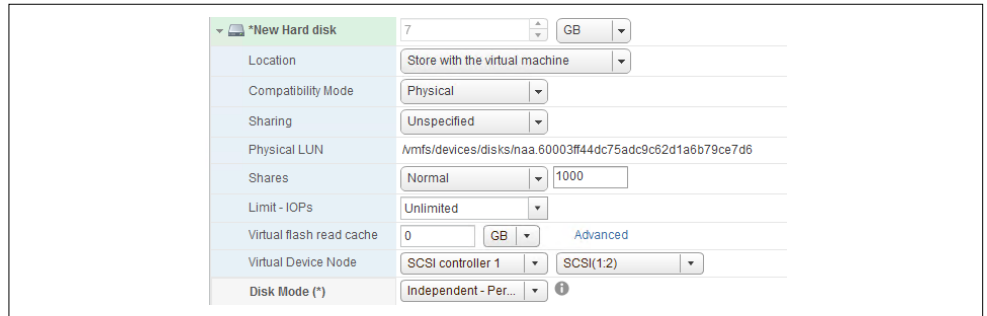 *New Hard disk 7 GB
Location Store with the virtual machine
Compatibility Mode Physical
Sharing Unspecified
Physical LUN /vmfs/devices/disks/naa.60003ff44dc75adc9c62d1a6b79ce7d6
Shares Normal 1000
Limit - IOPs Unlimited
Virtual flash read cache 0 GB Advanced
Virtual Device Node SCSI controller 1 SCSI(1:2)
Disk Mode (*) Independent - Per...